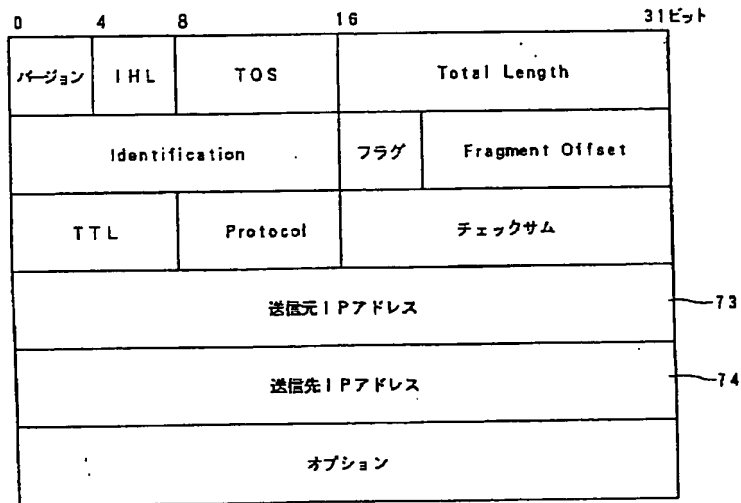 0 4 8 16 31ビット
バージョン IHL TOS Total Length
Identification フラグ Fragment Offset
TTL Protocol チェックサム
送信元IPアドレス 73
送信先IPアドレス 74
オプション